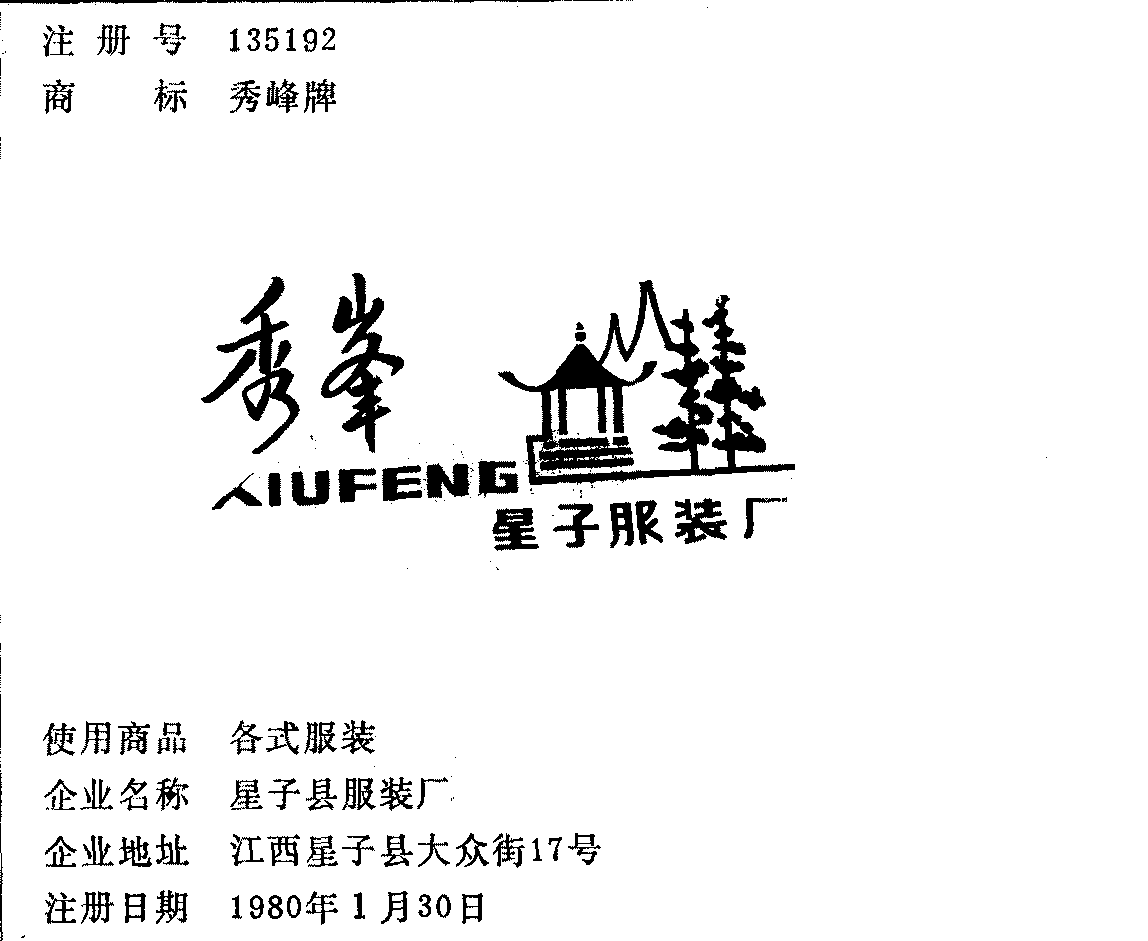 注册号 135192
商标 秀峰牌
秀峯
XIUFENG
星子服装厂
使用商品 各式服装
企业名称 星子县服装厂
企业地址 江西星子县大众街17号
注册日期 1980年1月30日